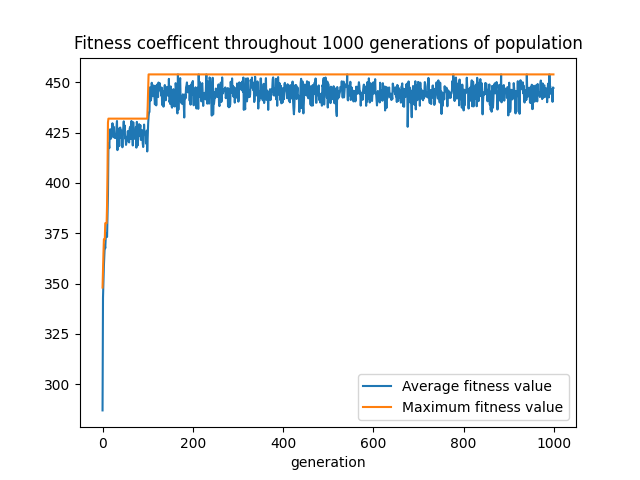 Fitness coefficent throughout 1000 generations of population
450
425
400
375
350
325
300
Average fitness value
Maximum fitness value
0 200 400 600 800 1000
generation